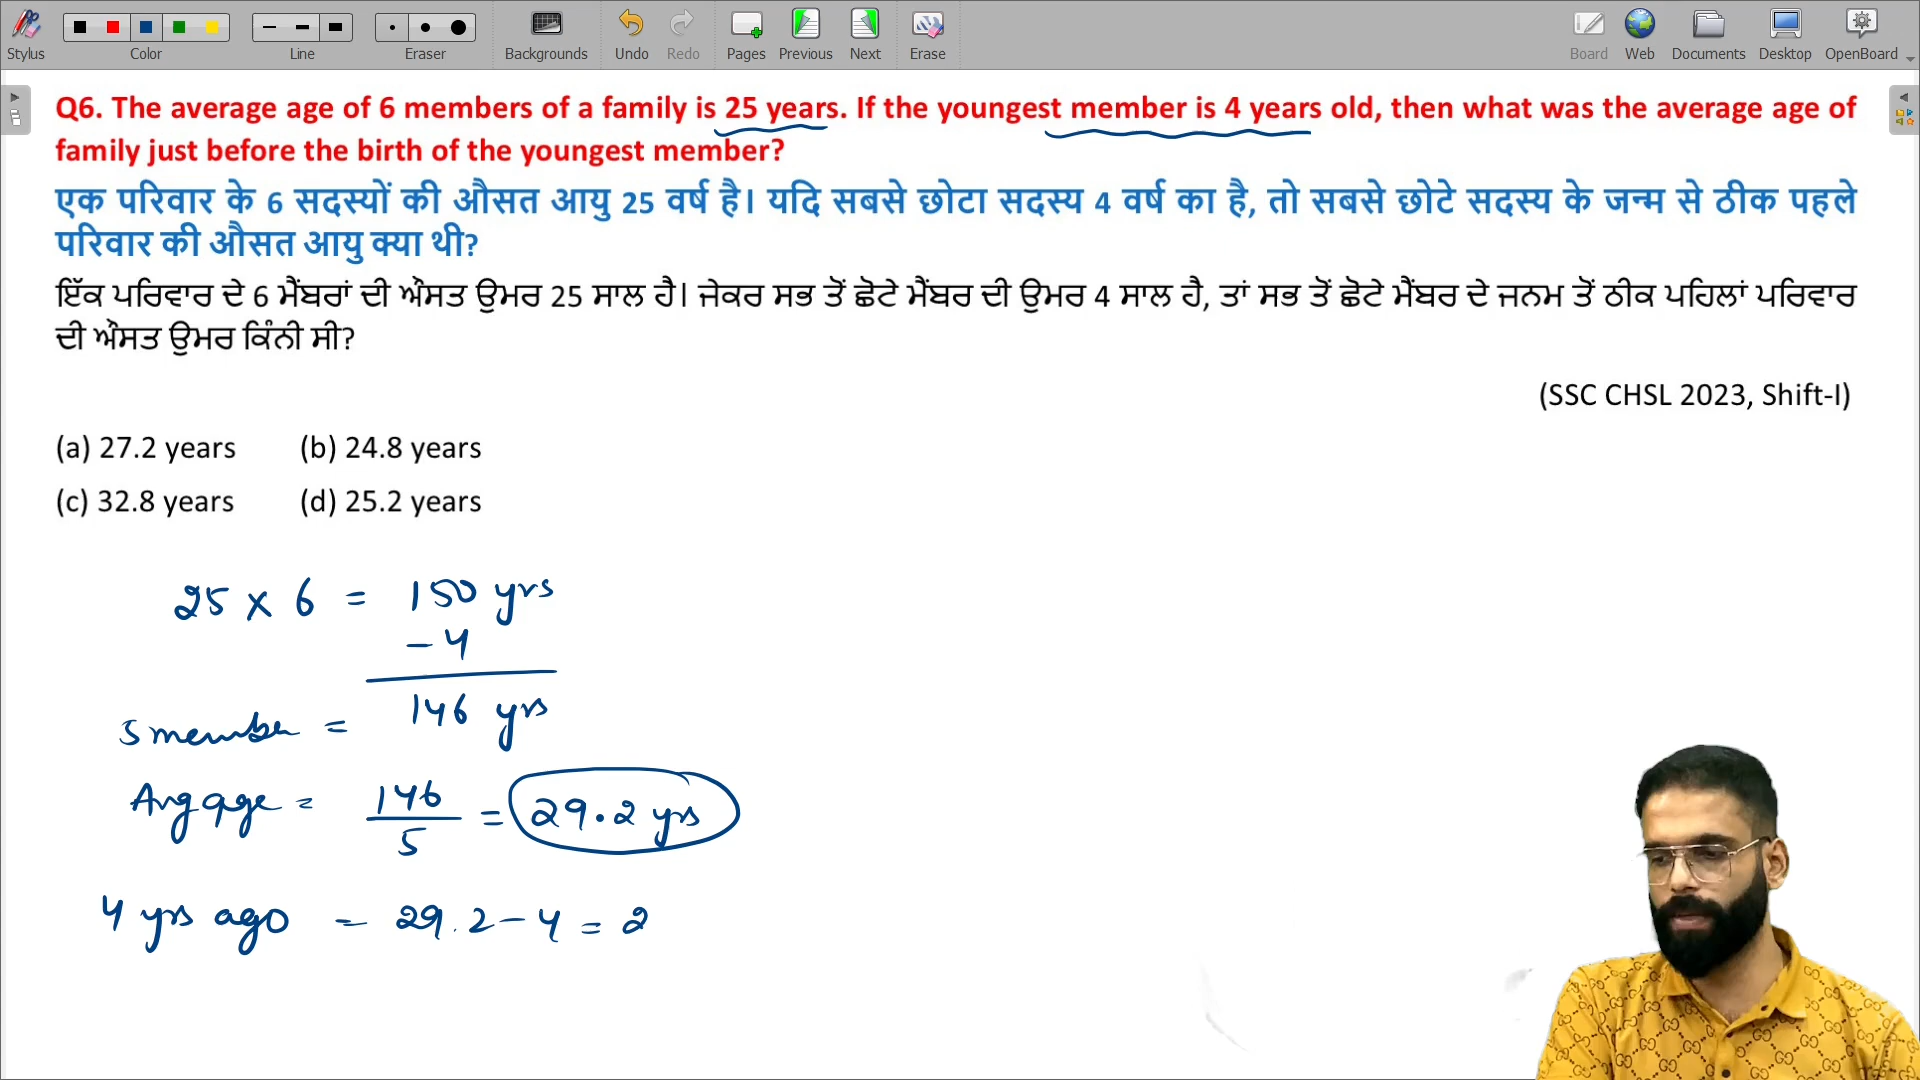 Stylus Color Line Eraser Backgrounds Undo Redo Pages Previous Next Erase Board Web Documents Desktop OpenBoard
Q6. The average age of 6 members of a family is 25 years. If the youngest member is 4 years old, then what was the average age of
family just before the birth of the youngest member?
एक परिवार के 6 सदस्यों की औसत आयु 25 वर्ष है। यदि सबसे छोटा सदस्य 4 वर्ष का है, तो सबसे छोटे सदस्य के जन्म से ठीक पहले
परिवार की औसत आयु क्या थी?
ਇੱਕ ਪਰਿਵਾਰ ਦੇ 6 ਮੈਂਬਰਾਂ ਦੀ ਔਸਤ ਉਮਰ 25 ਸਾਲ ਹੈ। ਜੇਕਰ ਸਭ ਤੋਂ ਛੋਟੇ ਮੈਂਬਰ ਦੀ ਉਮਰ 4 ਸਾਲ ਹੈ, ਤਾਂ ਸਭ ਤੋਂ ਛੋਟੇ ਮੈਂਬਰ ਦੇ ਜਨਮ ਤੋਂ ਠੀਕ ਪਹਿਲਾਂ ਪਰਿਵਾਰ
ਦੀ ਔਸਤ ਉਮਰ ਕਿੰਨੀ ਸੀ?
(SSC CHSL 2023, Shift-I)
(a) 27.2 years (b) 24.8 years
(c) 32.8 years (d) 25.2 years
25 x 6 = 150 yrs
- 4
5 member = 146 yrs
Avg age = 146/5 = 29.2 yrs
4 yrs ago = 29.2 - 4 = 2